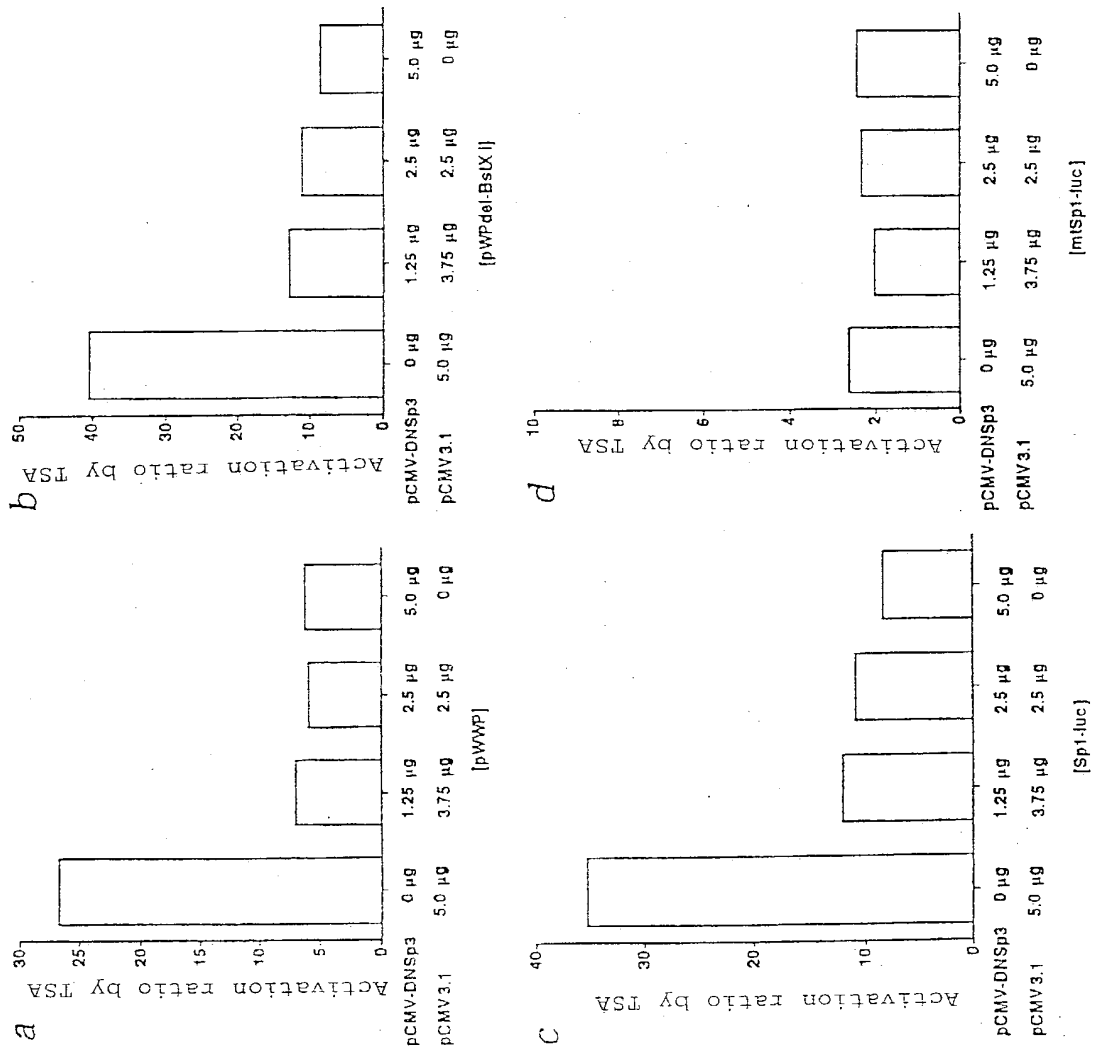 a
Activation ratio by TSA
30
25
20
15
10
5
0
pCMV-DNSp3 0 µg 1.25 µg 2.5 µg 5.0 µg
pCMV3.1 5.0 µg 3.75 µg 2.5 µg 0 µg
[pWWP]
b
Activation ratio by TSA
50
40
30
20
10
0
pCMV-DNSp3 0 µg 1.25 µg 2.5 µg 5.0 µg
pCMV3.1 5.0 µg 3.75 µg 2.5 µg 0 µg
[pWPdel-BstX I]
c
Activation ratio by TSA
40
30
20
10
0
pCMV-DNSp3 0 µg 1.25 µg 2.5 µg 5.0 µg
pCMV3.1 5.0 µg 3.75 µg 2.5 µg 0 µg
[Sp1-luc]
d
Activation ratio by TSA
10
8
6
4
2
0
pCMV-DNSp3 0 µg 1.25 µg 2.5 µg 5.0 µg
pCMV3.1 5.0 µg 3.75 µg 2.5 µg 0 µg
[mtSp1-luc]